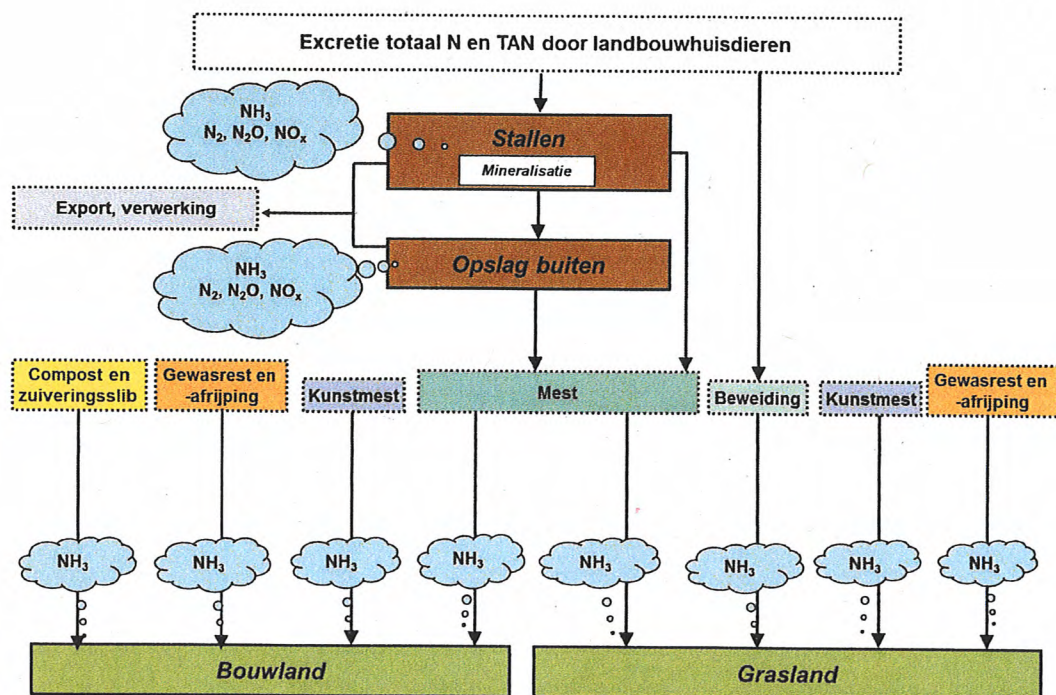 Excretie totaal N en TAN door landbouwhuisdieren
NH₃
N₂, N₂O, NOₓ
Stallen
Mineralisatie
Export, verwerking
NH₃
N₂, N₂O, NOₓ
Opslag buiten
Compost en
zuiveringsslib
Gewasrest en
-afrijping
Kunstmest
Mest
Beweiding
Kunstmest
Gewasrest en
-afrijping
NH₃
NH₃
NH₃
NH₃
NH₃
NH₃
NH₃
NH₃
Bouwland
Grasland